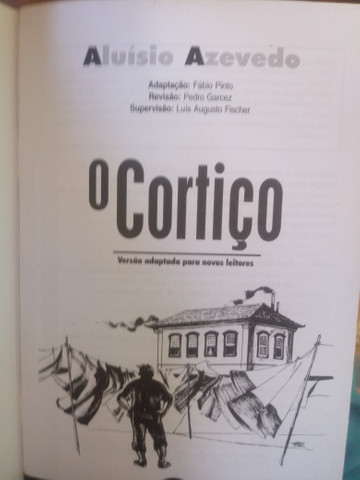 Aluísio Azevedo
Adaptação: Fábio Pinto
Revisão: Pedro Garcez
Supervisão: Luís Augusto Fischer
O Cortiço
Versão adaptada para novos leitores